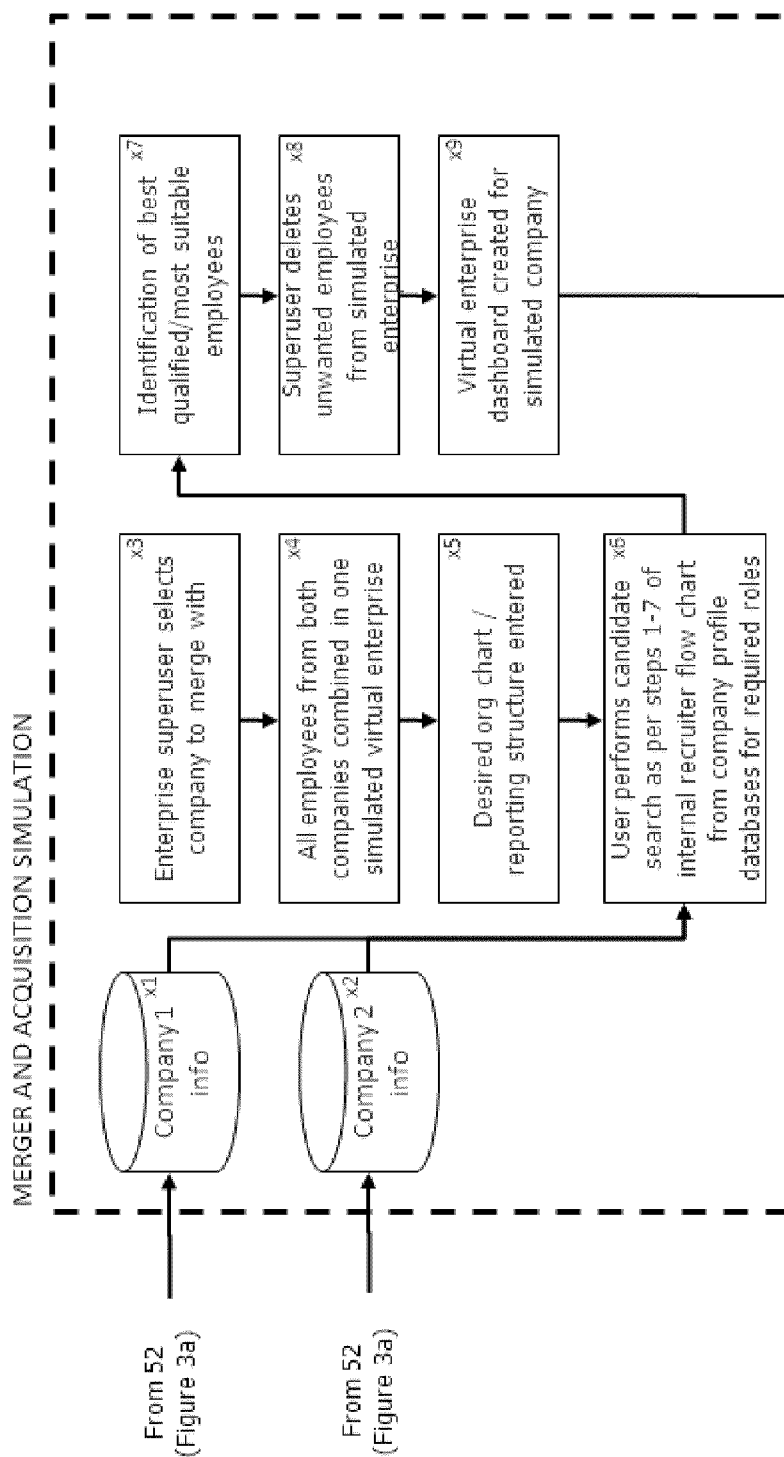 MERGER AND ACQUISITION SIMULATION
From 52
(Figure 3a)
From 52
(Figure 3a)
x1
Company 1
info
x2
Company 2
info
x3
Enterprise superuser selects
company to merge with
x4
All employees from both
companies combined in one
simulated virtual enterprise
x5
Desired org chart /
reporting structure entered
x6
User performs candidate
search as per steps 1-7 of
internal recruiter flow chart
from company profile
databases for required roles
x7
Identification of best
qualified/most suitable
employees
x8
Superuser deletes
unwanted employees
from simulated
enterprise
x9
Virtual enterprise
dashboard created for
simulated company